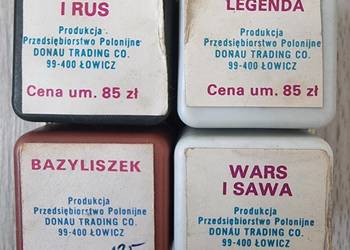 I RUS
Produkcja
Przedsiębiorstwo Polonijne
DONAU TRADING CO.
99-400 ŁOWICZ
Cena um. 85 zł
LEGENDA
Produkcja
Przedsiębiorstwo Polonijne
DONAU TRADING CO.
99-400 ŁOWICZ
Cena um. 85 zł
BAZYLISZEK
Produkcja
Przedsiębiorstwo Polonijne
DONAU TRADING CO.
99-400 ŁOWICZ
WARS
I SAWA
Produkcja
Przedsiębiorstwo Polonijne
DONAU TRADING CO.
99-400 ŁOWICZ